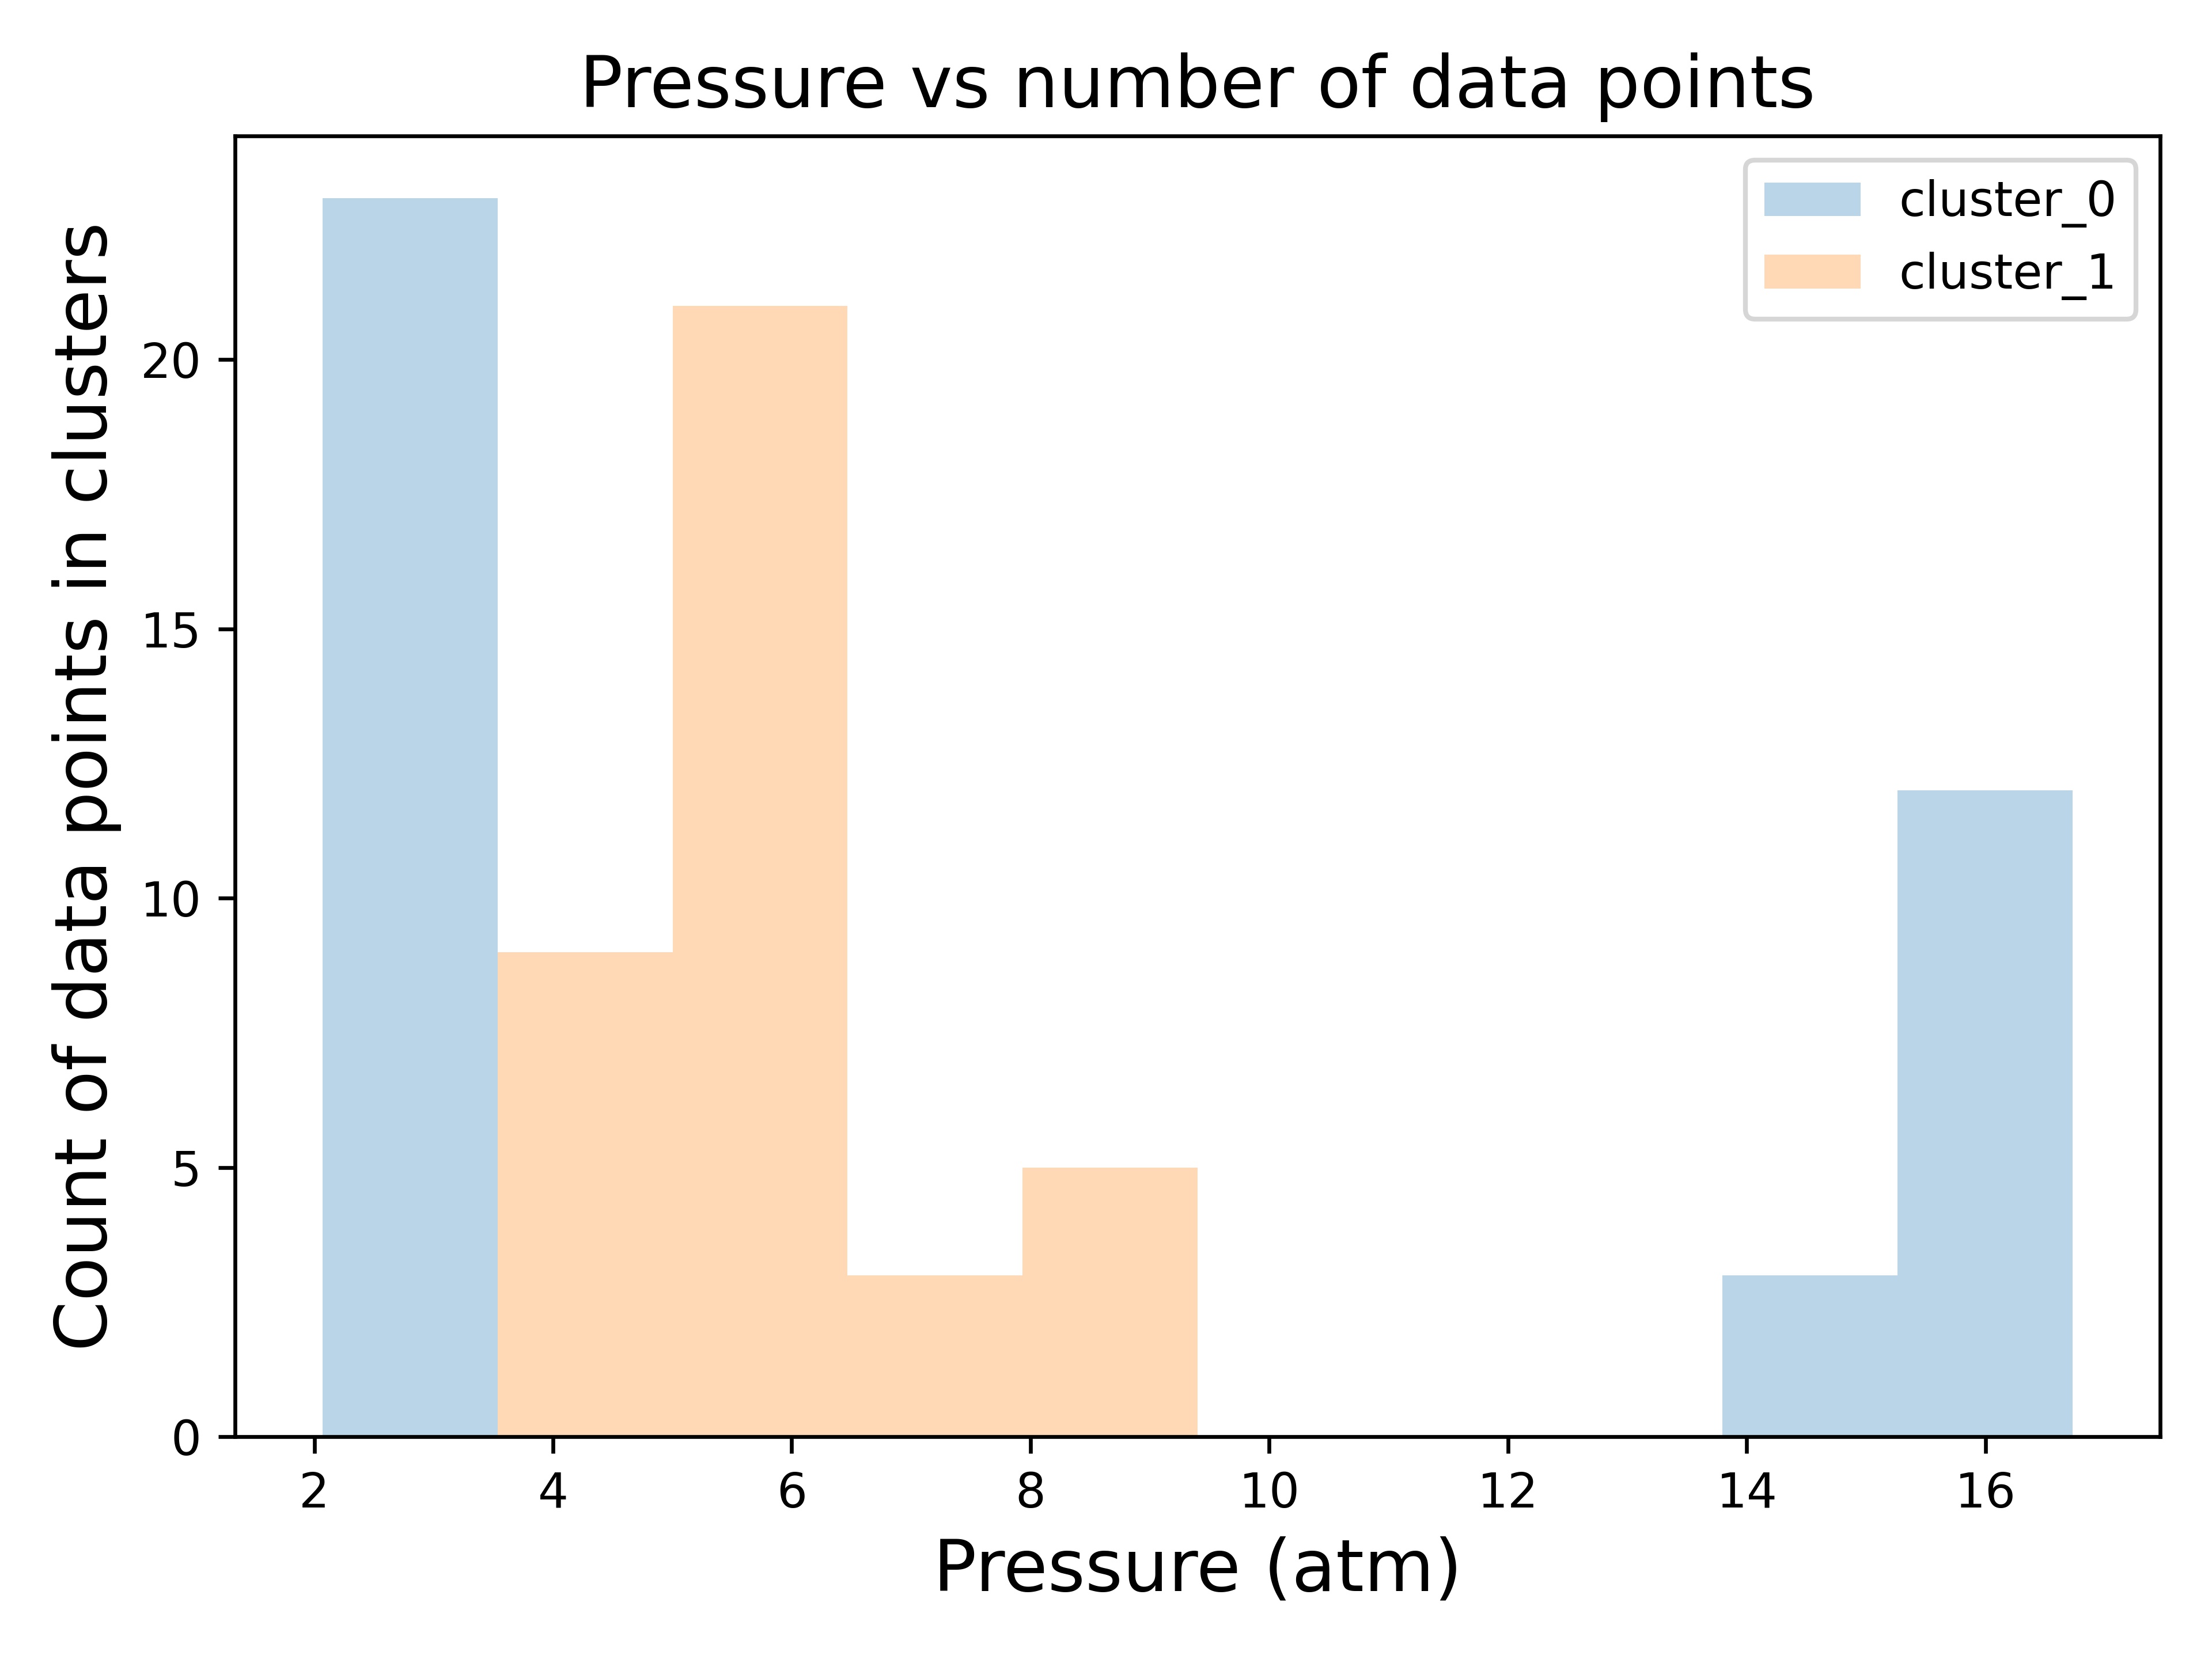 Pressure vs number of data points
cluster_0
cluster_1
Count of data points in clusters
20
15
10
5
0
2 4 6 8 10 12 14 16
Pressure (atm)